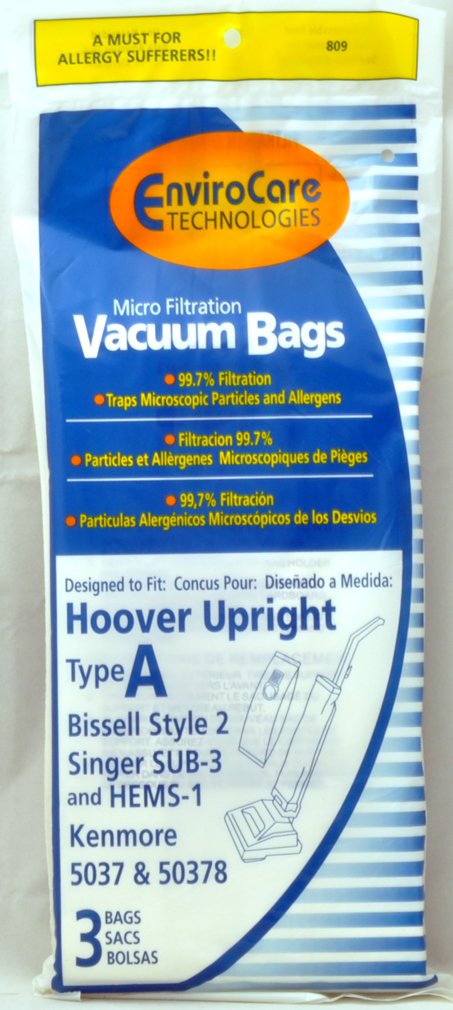 A MUST FOR
ALLERGY SUFFERERS!!
809
EnviroCare
TECHNOLOGIES
Micro Filtration
Vacuum Bags
• 99.7% Filtration
• Traps Microscopic Particles and Allergens
• Filtracion 99.7%
• Particles et Allèrgenes Microscopiques de Pièges
• 99,7% Filtración
• Particulas Alergénicos Microscópicos de los Desvios
Designed to Fit: Concus Pour: Diseñado a Medida:
Hoover Upright
Type A
Bissell Style 2
Singer SUB-3
and HEMS-1
Kenmore
5037 & 50378
3 BAGS
SACS
BOLSAS